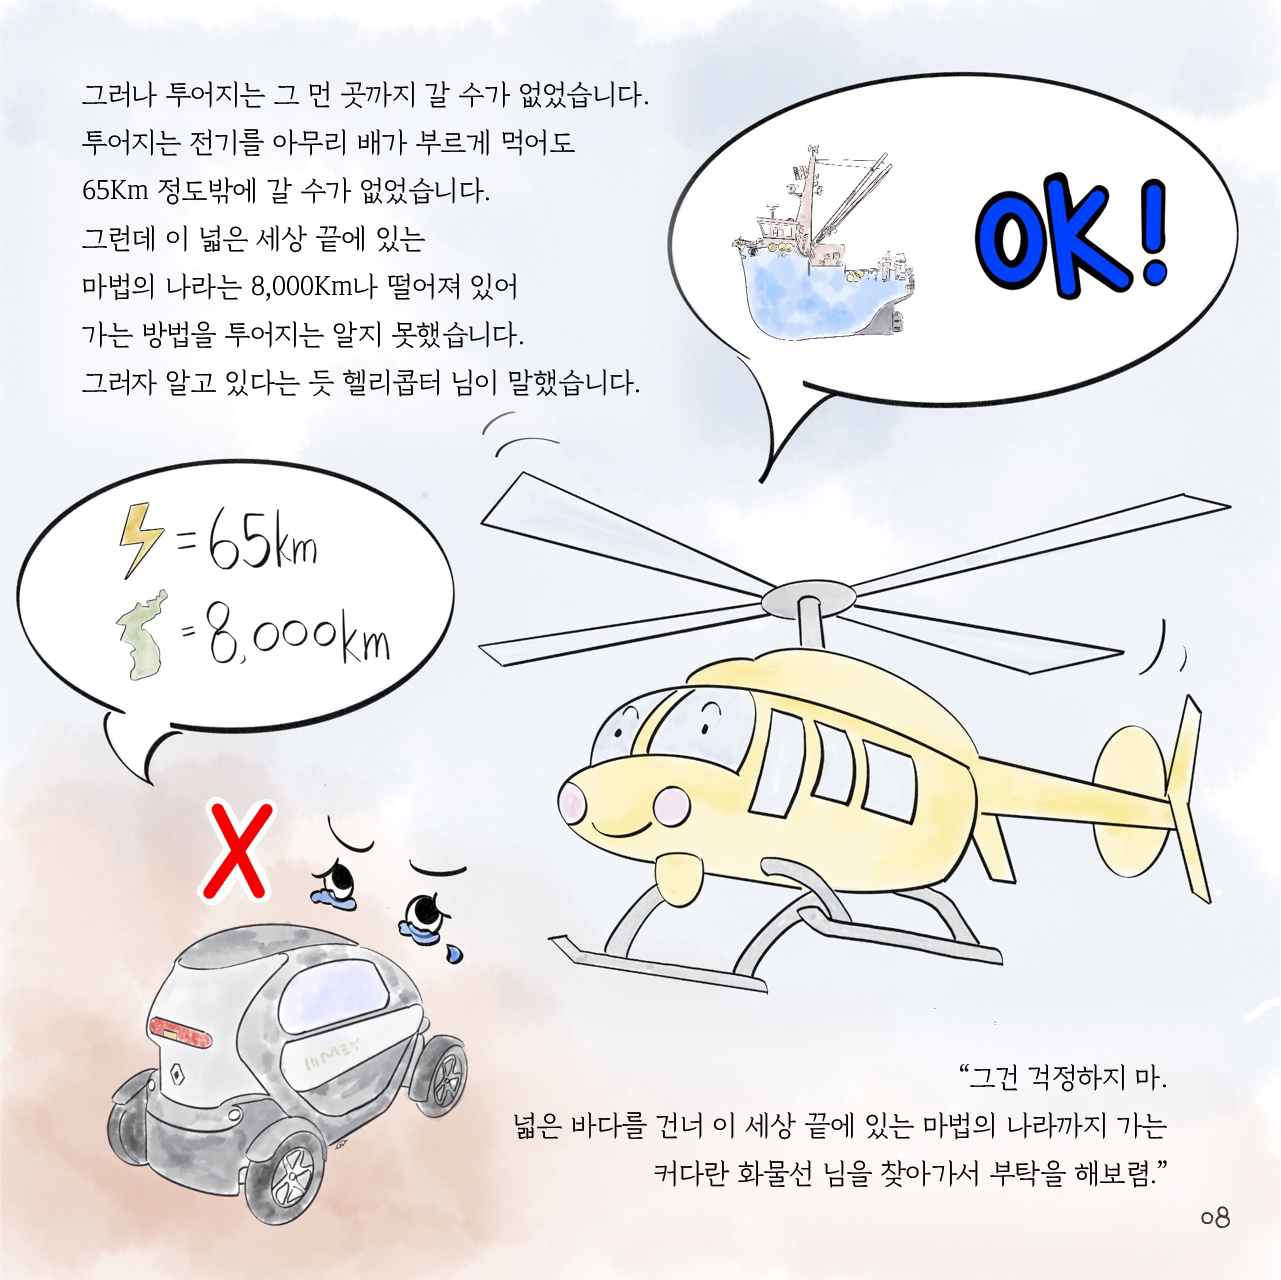 그러나 투어지는 그 먼 곳까지 갈 수가 없었습니다.
투어지는 전기를 아무리 배가 부르게 먹어도
65Km 정도밖에 갈 수가 없었습니다.
그런데 이 넓은 세상 끝에 있는
마법의 나라는 8,000Km나 떨어져 있어
가는 방법을 투어지는 알지 못했습니다.
그러자 알고 있다는 듯 헬리콥터 님이 말했습니다.
OK!
=65km
=8,000km
X
“그건 걱정하지 마.
넓은 바다를 건너 이 세상 끝에 있는 마법의 나라까지 가는
커다란 화물선 님을 찾아가서 부탁을 해보렴.”
08